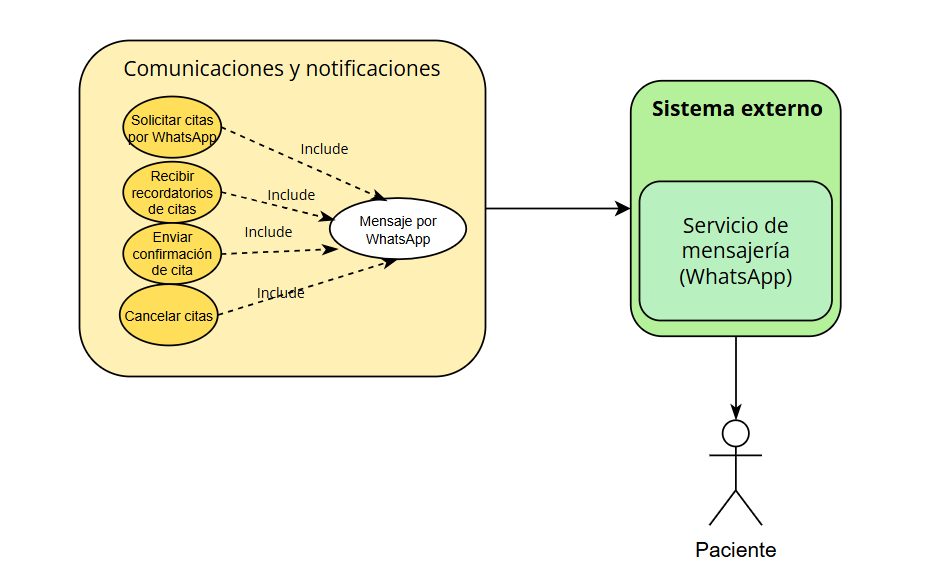 Comunicaciones y notificaciones
Solicitar citas
por WhatsApp
Include
Recibir
recordatorios
de citas
Include
Enviar
confirmación
de cita
Include
Cancelar citas
Include
Mensaje por
WhatsApp
Sistema externo
Servicio de
mensajería
(WhatsApp)
Paciente